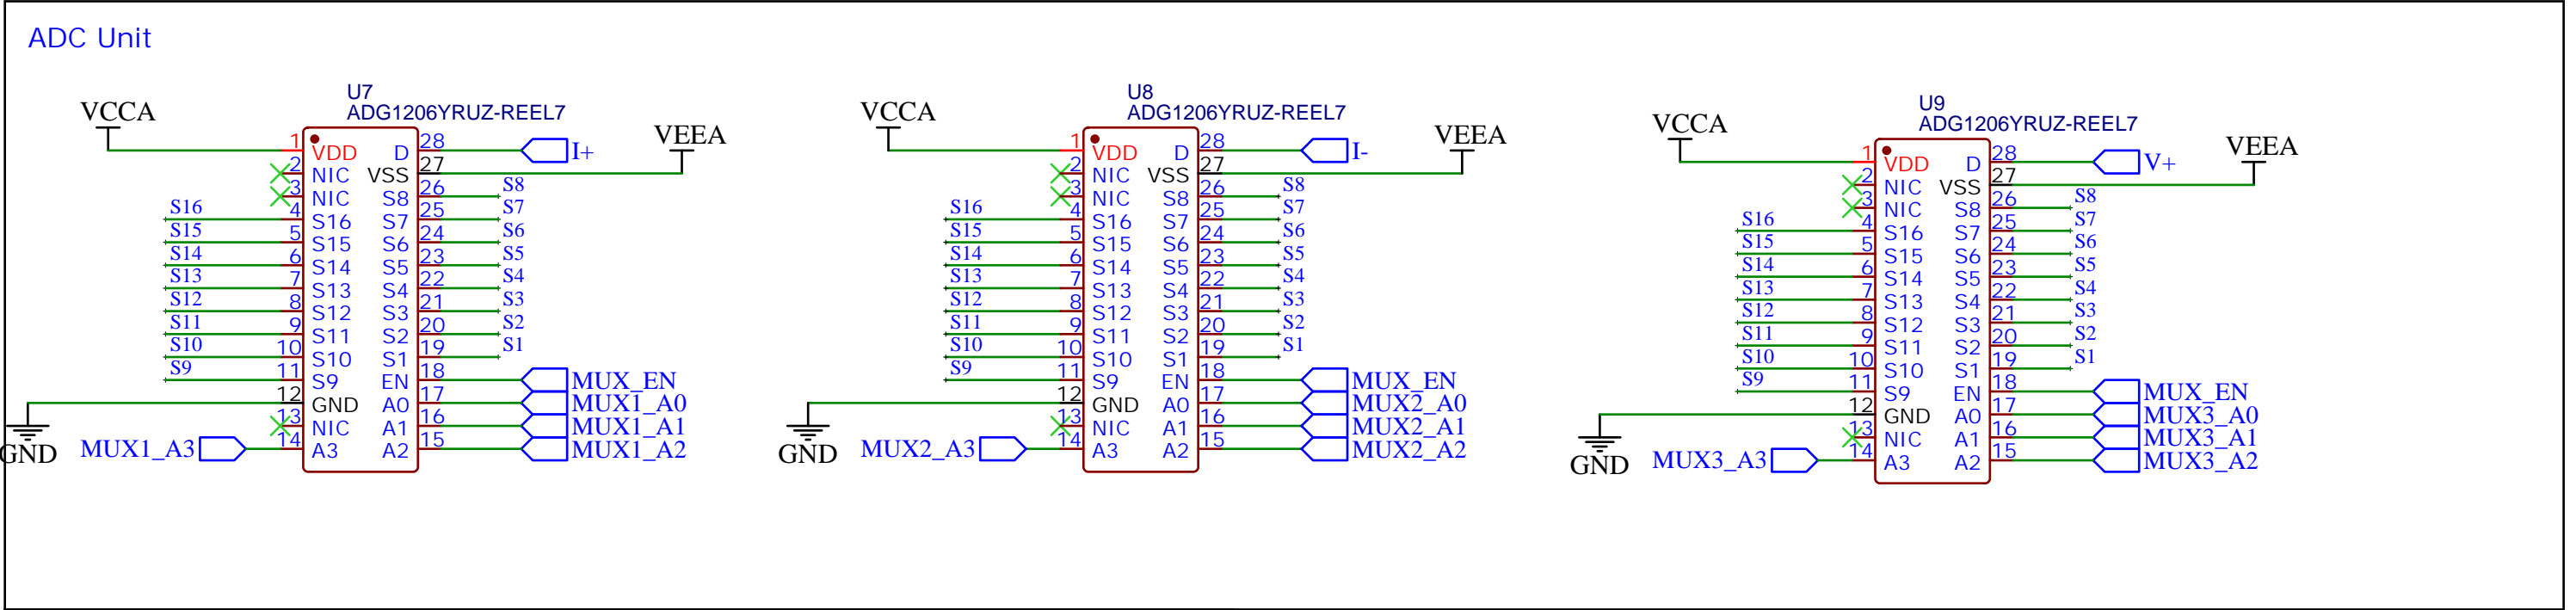 ADC Unit
U7
ADG1206YRUZ-REEL7
VCCA
VEEA
1 VDD D 28 I+
2 NIC VSS 27
3 NIC S8 26 S8
S16 4 S16 S7 25 S7
S15 5 S15 S6 24 S6
S14 6 S14 S5 23 S5
S13 7 S13 S4 22 S4
S12 8 S12 S3 21 S3
S11 9 S11 S2 20 S2
S10 10 S10 S1 19 S1
S9 11 S9 EN 18 MUX_EN
12 GND A0 17 MUX1_A0
13 NIC A1 16 MUX1_A1
GND MUX1_A3 14 A3 A2 15 MUX1_A2
U8
ADG1206YRUZ-REEL7
VCCA
VEEA
1 VDD D 28 I-
2 NIC VSS 27
3 NIC S8 26 S8
S16 4 S16 S7 25 S7
S15 5 S15 S6 24 S6
S14 6 S14 S5 23 S5
S13 7 S13 S4 22 S4
S12 8 S12 S3 21 S3
S11 9 S11 S2 20 S2
S10 10 S10 S1 19 S1
S9 11 S9 EN 18 MUX_EN
12 GND A0 17 MUX2_A0
13 NIC A1 16 MUX2_A1
GND MUX2_A3 14 A3 A2 15 MUX2_A2
U9
ADG1206YRUZ-REEL7
VCCA
VEEA
1 VDD D 28 V+
2 NIC VSS 27
3 NIC S8 26 S8
S16 4 S16 S7 25 S7
S15 5 S15 S6 24 S6
S14 6 S14 S5 23 S5
S13 7 S13 S4 22 S4
S12 8 S12 S3 21 S3
S11 9 S11 S2 20 S2
S10 10 S10 S1 19 S1
S9 11 S9 EN 18 MUX_EN
12 GND A0 17 MUX3_A0
13 NIC A1 16 MUX3_A1
GND MUX3_A3 14 A3 A2 15 MUX3_A2